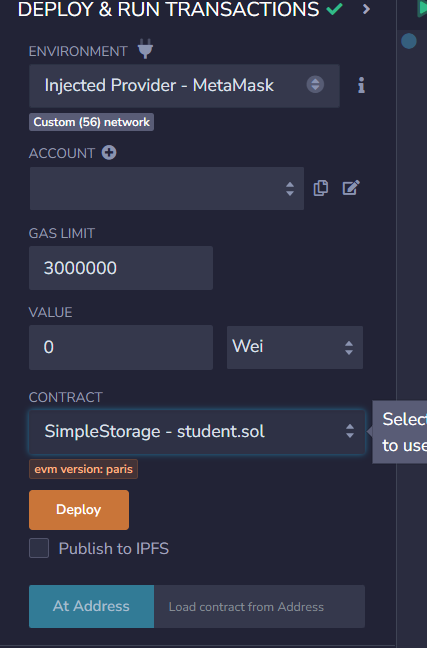 DEPLOY & RUN TRANSACTIONS
ENVIRONMENT
Injected Provider - MetaMask
Custom (56) network
ACCOUNT
GAS LIMIT
3000000
VALUE
0 Wei
CONTRACT
SimpleStorage - student.sol
Select
to use
evm version: paris
Deploy
Publish to IPFS
At Address Load contract from Address